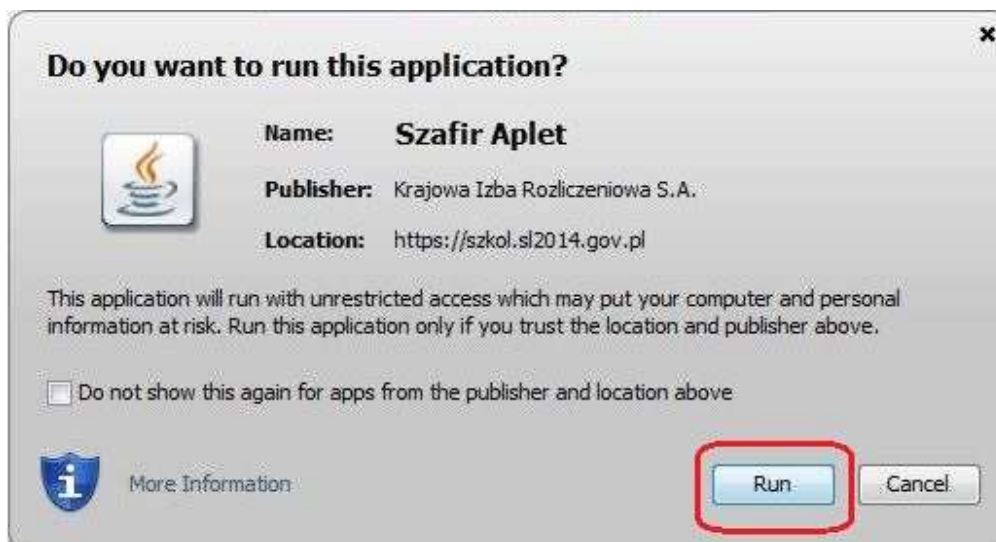 Do you want to run this application?
Name: Szafir Aplet
Publisher: Krajowa Izba Rozliczeniowa S.A.
Location: https://szkol.sl2014.gov.pl
This application will run with unrestricted access which may put your computer and personal
information at risk. Run this application only if you trust the location and publisher above.
Do not show this again for apps from the publisher and location above
More Information
Run Cancel